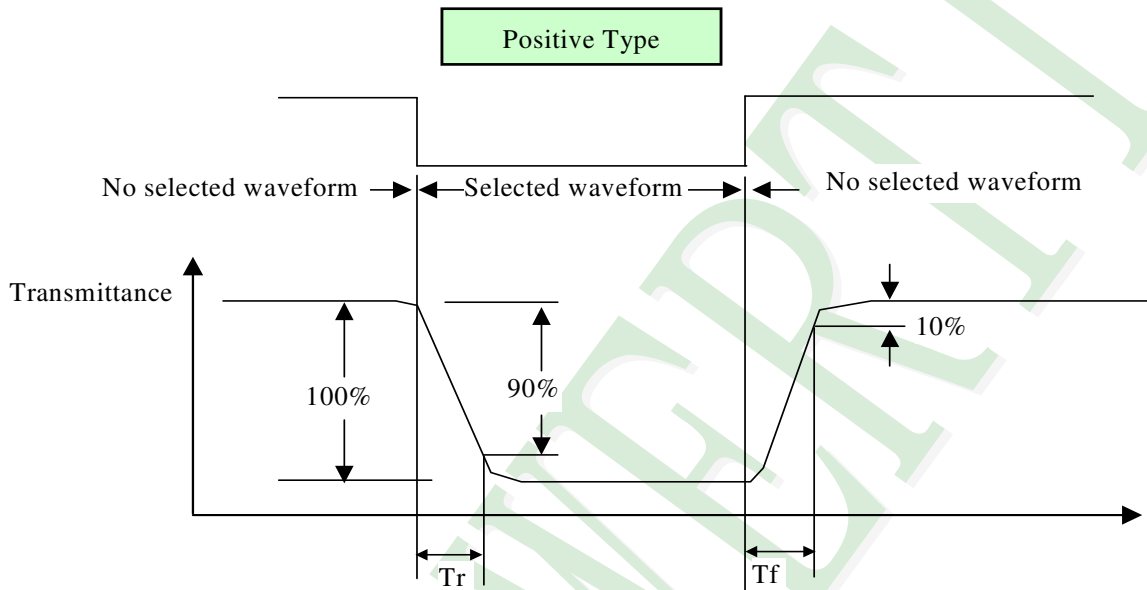 Positive Type
No selected waveform
Selected waveform
No selected waveform
Transmittance
100%
90%
10%
Tr
Tf